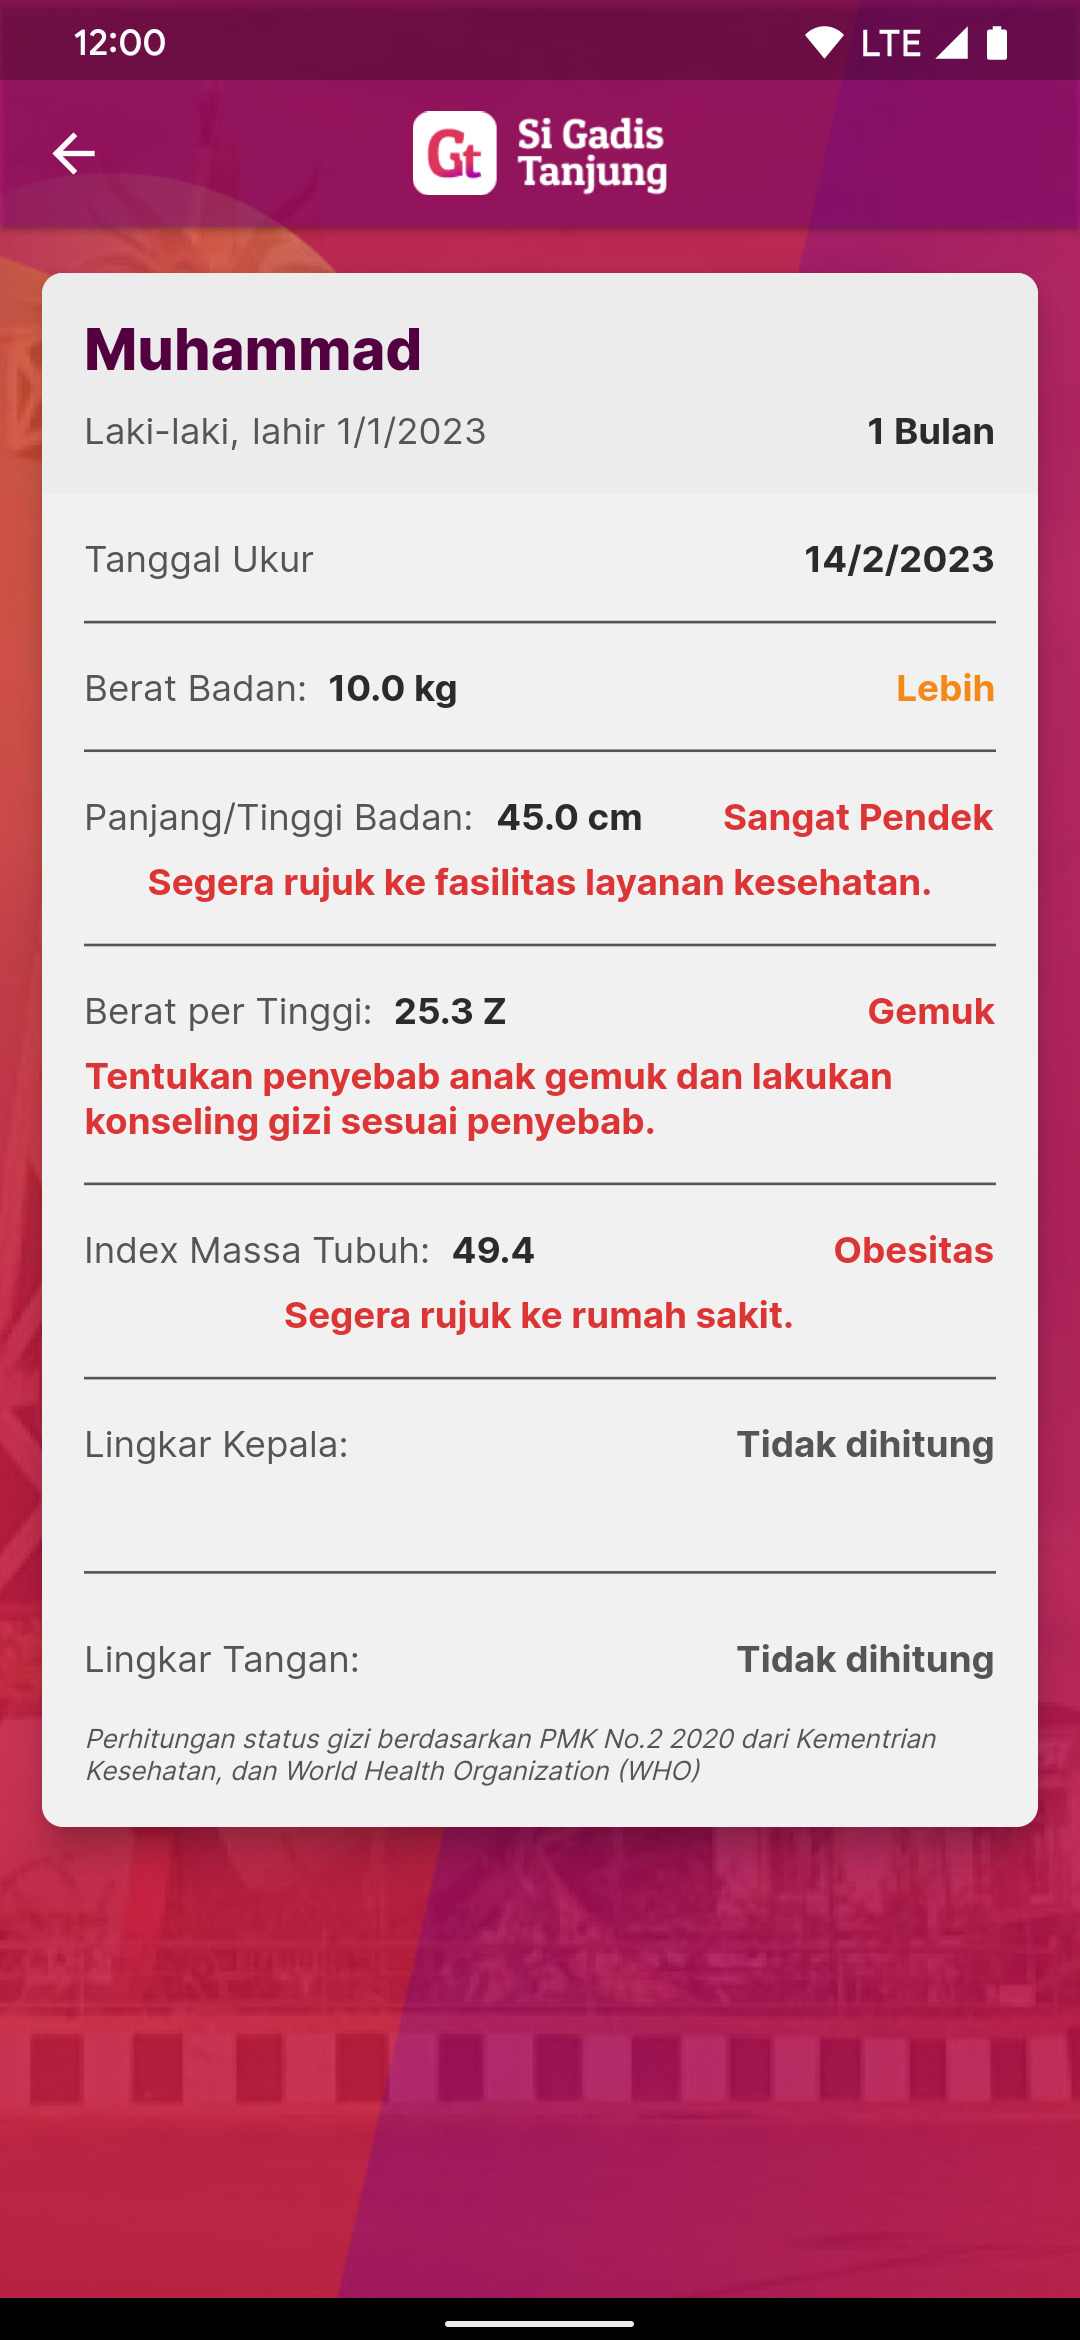 12:00
LTE
Gt
Si Gadis
Tanjung
Muhammad
Laki-laki, lahir 1/1/2023 1 Bulan
Tanggal Ukur 14/2/2023
Berat Badan: 10.0 kg Lebih
Panjang/Tinggi Badan: 45.0 cm Sangat Pendek
Segera rujuk ke fasilitas layanan kesehatan.
Berat per Tinggi: 25.3 Z Gemuk
Tentukan penyebab anak gemuk dan lakukan
konseling gizi sesuai penyebab.
Index Massa Tubuh: 49.4 Obesitas
Segera rujuk ke rumah sakit.
Lingkar Kepala: Tidak dihitung
Lingkar Tangan: Tidak dihitung
Perhitungan status gizi berdasarkan PMK No.2 2020 dari Kementrian
Kesehatan, dan World Health Organization (WHO)